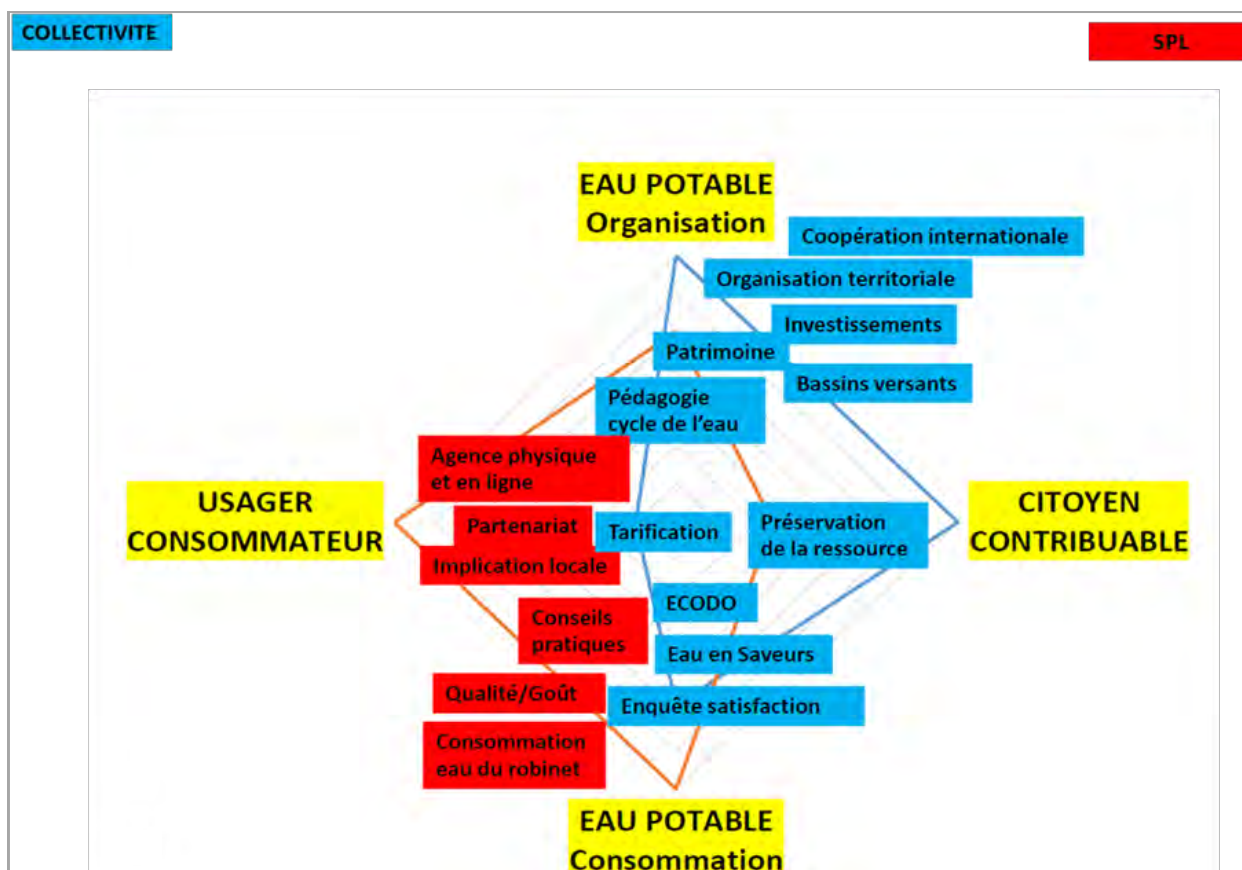 COLLECTIVITE
SPL
EAU POTABLE
Organisation
Coopération internationale
Organisation territoriale
Investissements
Patrimoine
Bassins versants
Pédagogie
cycle de l'eau
Agence physique
et en ligne
USAGER
CONSOMMATEUR
CITOYEN
CONTRIBUABLE
Partenariat
Tarification
Préservation
de la ressource
Implication locale
ECODO
Conseils
pratiques
Eau en Saveurs
Qualité/Goût
Enquête satisfaction
Consommation
eau du robinet
EAU POTABLE
Consommation